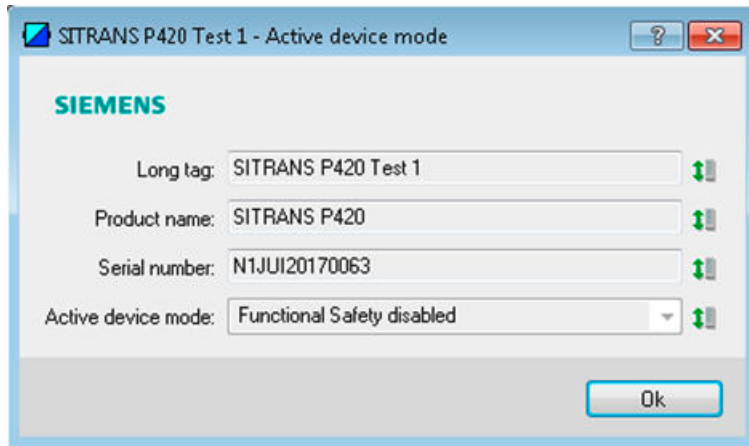 SITRANS P420 Test 1 - Active device mode
SIEMENS
Long tag: SITRANS P420 Test 1
Product name: SITRANS P420
Serial number: N1JUI20170063
Active device mode: Functional Safety disabled
Ok